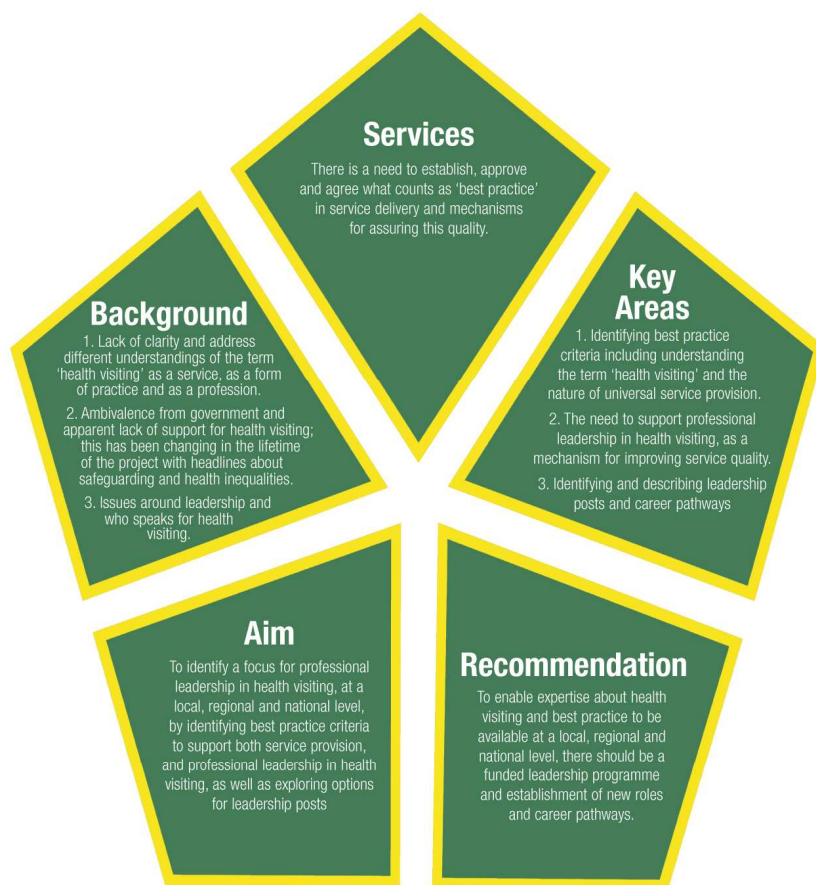 Services
There is a need to establish, approve
and agree what counts as ‘best practice’
in service delivery and mechanisms
for assuring this quality.
Background
1. Lack of clarity and address
different understandings of the term
‘health visiting’ as a service, as a form
of practice and as a profession.
2. Ambivalence from government and
apparent lack of support for health visiting;
this has been changing in the lifetime
of the project with headlines about
safeguarding and health inequalities.
3. Issues around leadership and
who speaks for health
visiting.
Key
Areas
1. Identifying best practice
criteria including understanding
the term ‘health visiting’ and the
nature of universal service provision.
2. The need to support professional
leadership in health visiting, as a
mechanism for improving service quality.
3. Identifying and describing leadership
posts and career pathways
Aim
To identify a focus for professional
leadership in health visiting, at a
local, regional and national level,
by identifying best practice criteria
to support both service provision,
and professional leadership in health
visiting, as well as exploring options
for leadership posts
Recommendation
To enable expertise about health
visiting and best practice to be
available at a local, regional and
national level, there should be a
funded leadership programme
and establishment of new roles
and career pathways.